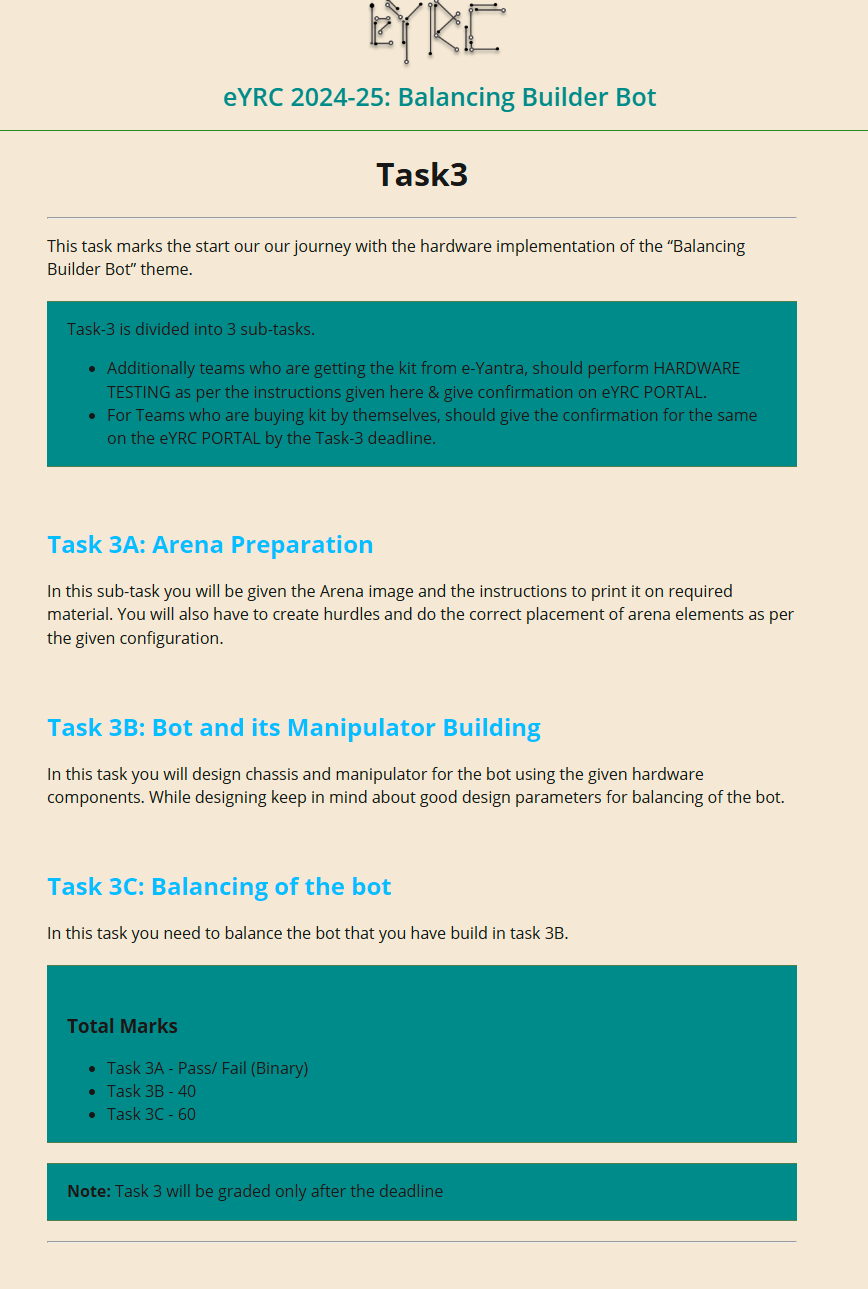 eYRC
eYRC 2024-25: Balancing Builder Bot
Task3
This task marks the start our our journey with the hardware implementation of the “Balancing
Builder Bot” theme.
Task-3 is divided into 3 sub-tasks.
• Additionally teams who are getting the kit from e-Yantra, should perform HARDWARE
TESTING as per the instructions given here & give confirmation on eYRC PORTAL.
• For Teams who are buying kit by themselves, should give the confirmation for the same
on the eYRC PORTAL by the Task-3 deadline.
Task 3A: Arena Preparation
In this sub-task you will be given the Arena image and the instructions to print it on required
material. You will also have to create hurdles and do the correct placement of arena elements as per
the given configuration.
Task 3B: Bot and its Manipulator Building
In this task you will design chassis and manipulator for the bot using the given hardware
components. While designing keep in mind about good design parameters for balancing of the bot.
Task 3C: Balancing of the bot
In this task you need to balance the bot that you have build in task 3B.
Total Marks
• Task 3A - Pass/ Fail (Binary)
• Task 3B - 40
• Task 3C - 60
Note: Task 3 will be graded only after the deadline